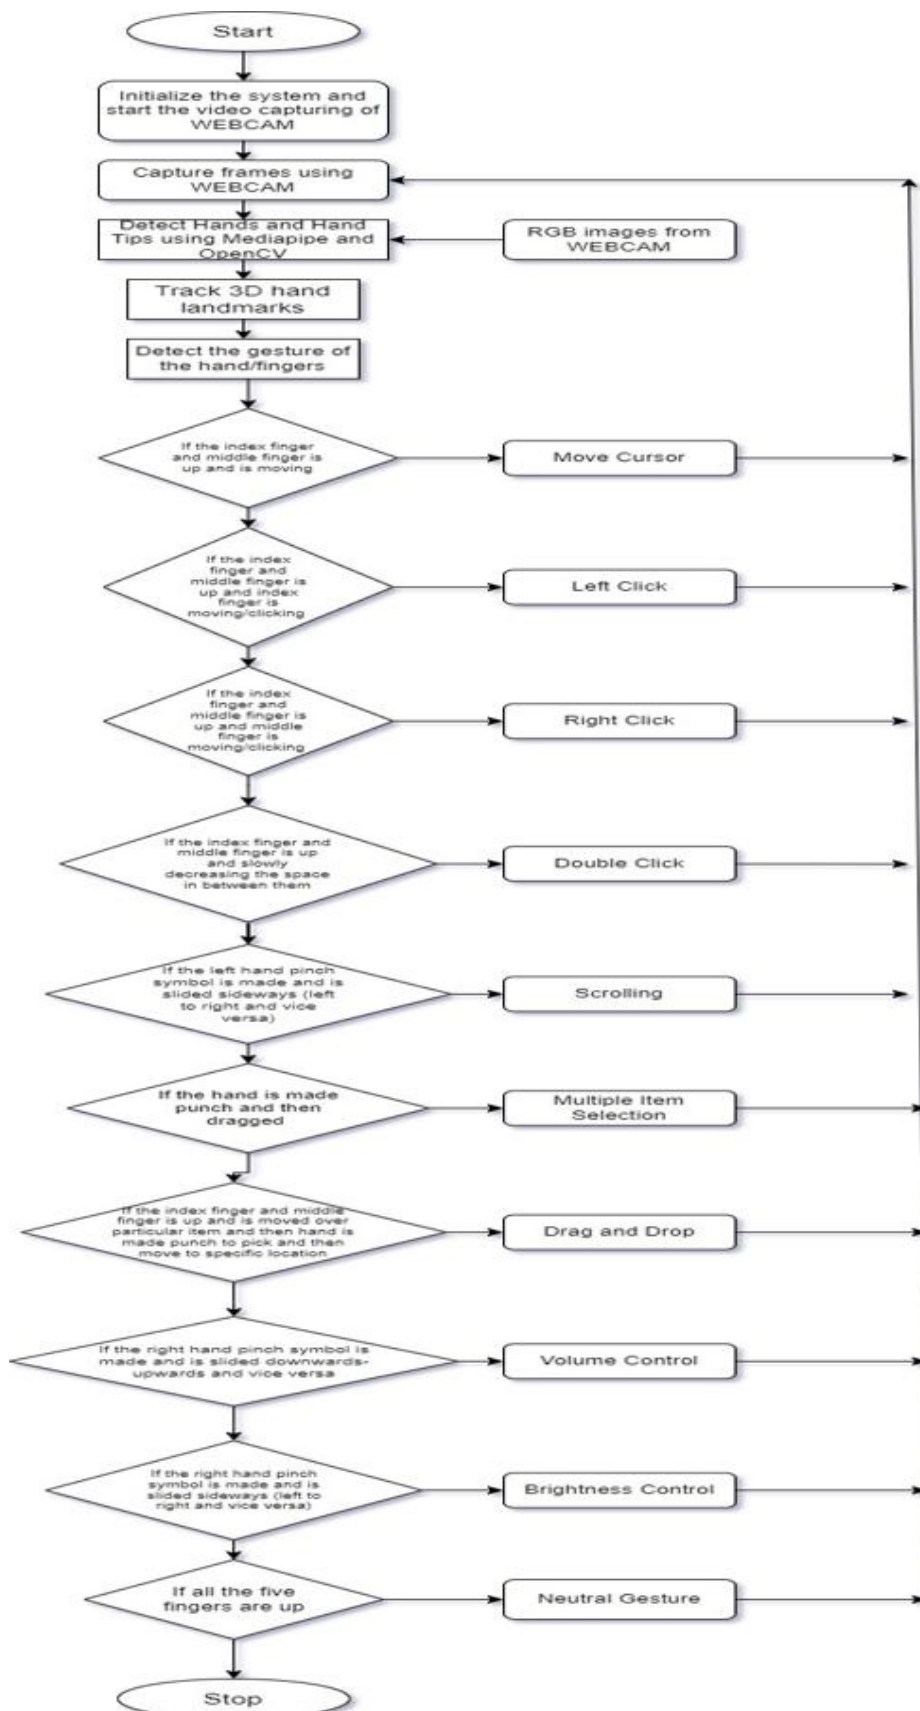 Start
Initialize the system and
start the video capturing of
WEBCAM
Capture frames using
WEBCAM
Detect Hands and Hand
Tips using Mediapipe and
OpenCV
RGB images from
WEBCAM
Track 3D hand
landmarks
Detect the gesture of
the hand/fingers
If the index finger
and middle finger is
up and is moving
Move Cursor
If the index
finger and
middle finger is
up and index
finger is
moving/clicking
Left Click
If the index
finger and
middle finger is
up and middle
finger is
moving/clicking
Right Click
If the index finger and
middle finger is up
and slowly
decreasing the space
in between them
Double Click
If the left hand pinch
symbol is made and is
slided sideways (left
to right and vice
versa)
Scrolling
If the hand is made
punch and then
dragged
Multiple Item
Selection
If the index finger and middle
finger is up and is moved over
particular item and then hand is
made punch to pick and then
move to specific location
Drag and Drop
If the right hand pinch symbol is
made and is slided downwards-
upwards and vice versa
Volume Control
If the right hand pinch
symbol is made and is
slided sideways (left to
right and vice versa)
Brightness Control
If all the five
fingers are up
Neutral Gesture
Stop